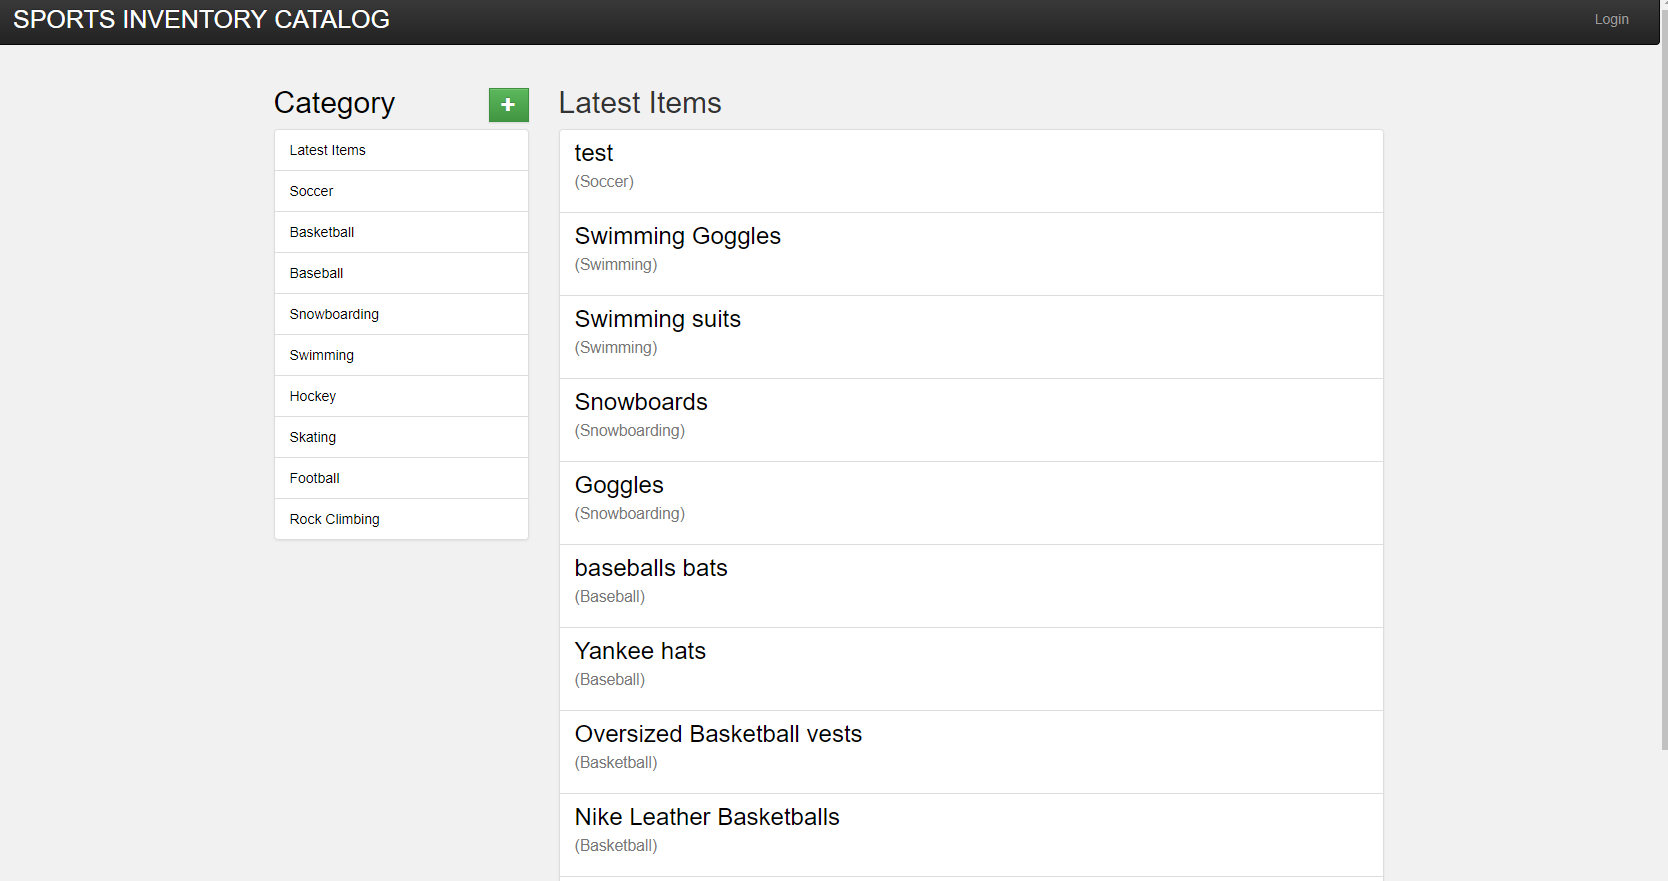 SPORTS INVENTORY CATALOG
Login
Category
+
Latest Items
Soccer
Basketball
Baseball
Snowboarding
Swimming
Hockey
Skating
Football
Rock Climbing
Latest Items
test
(Soccer)
Swimming Goggles
(Swimming)
Swimming suits
(Swimming)
Snowboards
(Snowboarding)
Goggles
(Snowboarding)
baseballs bats
(Baseball)
Yankee hats
(Baseball)
Oversized Basketball vests
(Basketball)
Nike Leather Basketballs
(Basketball)